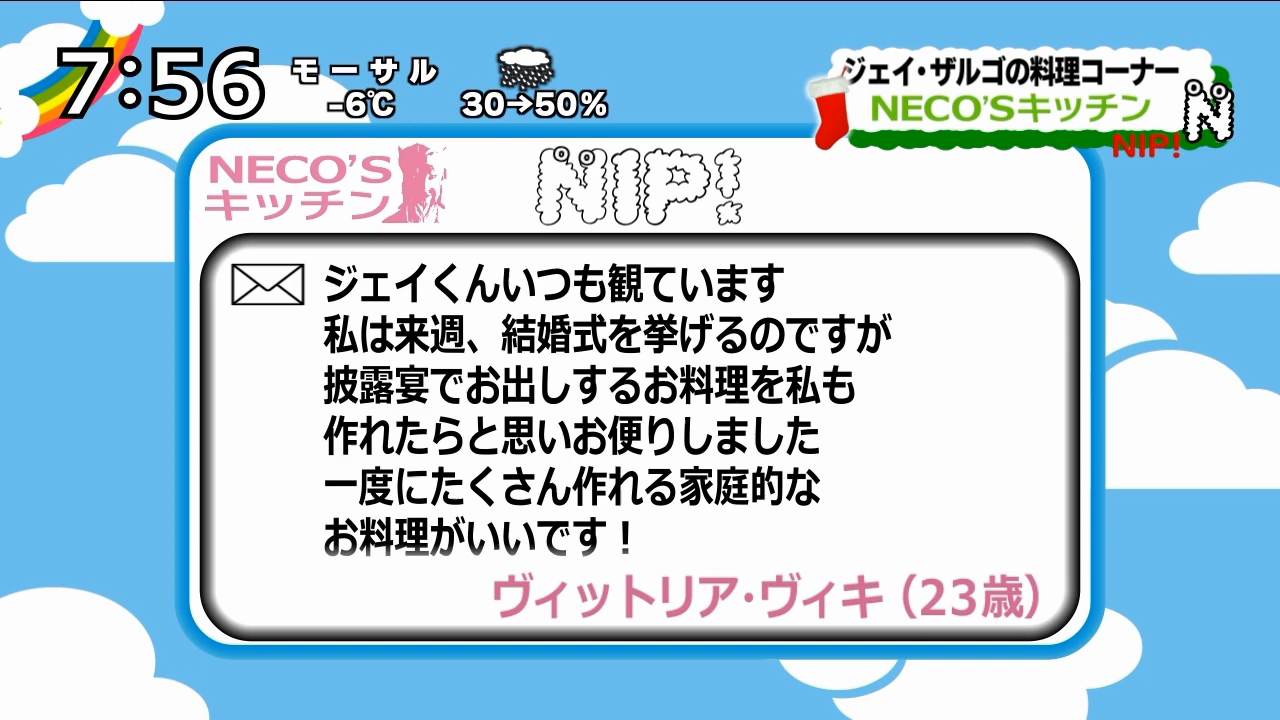 7:56
モーサル
-6℃
30→50%
ジェイ・ザルゴの料理コーナー
NECO'Sキッチン
NIP!
N
NECO'S
キッチン
NIP!
ジェイくんいつも観ています
私は来週、結婚式を挙げるのですが
披露宴でお出しするお料理を私も
作れたらと思いお便りしました
一度にたくさん作れる家庭的な
お料理がいいです！
ヴィットリア・ヴィキ（23歳）